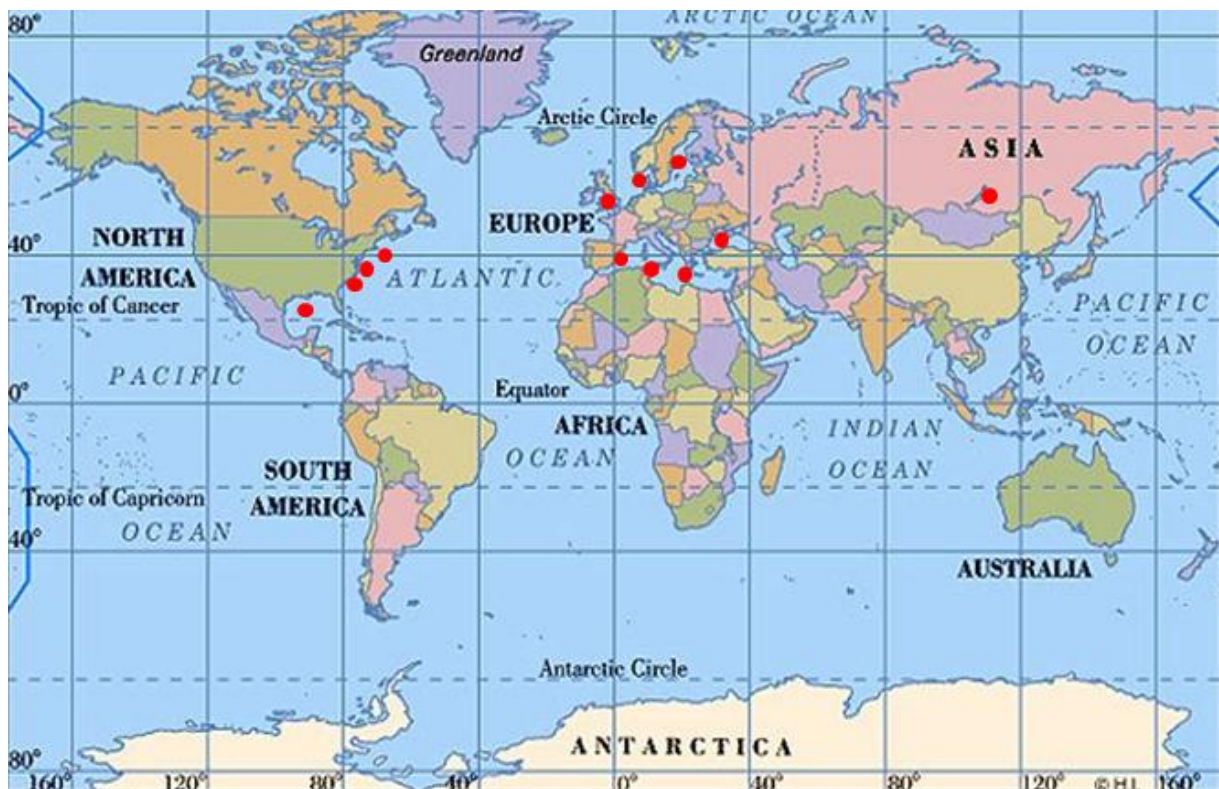 ARCTIC OCEAN
80°
Greenland
Arctic Circle
ASIA
EUROPE
NORTH
AMERICA
40°
ATLANTIC
Tropic of Cancer
PACIFIC
OCEAN
PACIFIC
Equator
0°
AFRICA
INDIAN
OCEAN
OCEAN
SOUTH
AMERICA
Tropic of Capricorn
OCEAN
40°
AUSTRALIA
Antarctic Circle
ANTARCTICA
80°
160° 120° 80° 40° 0° 40° 80° 120° ©H.L. 160°